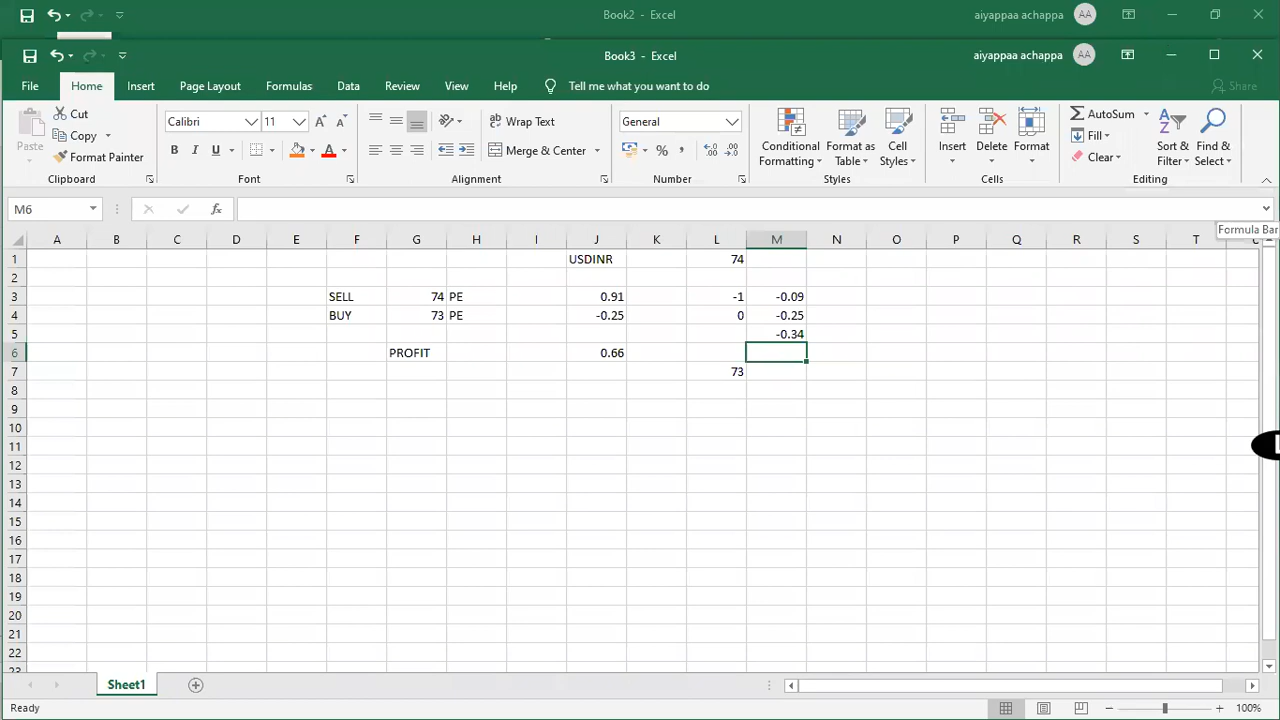 Book2 - Excel
aiyappaa achappa AA
Book3 - Excel
aiyappaa achappa AA
File Home Insert Page Layout Formulas Data Review View Help Tell me what you want to do Share
Paste
Cut
Copy
Format Painter
Clipboard
Calibri 11
B I U
Font
Wrap Text
Merge & Center
Alignment
General
Number
Conditional Formatting
Format as Table
Cell Styles
Styles
Insert
Delete
Format
Cells
AutoSum
Fill
Clear
Sort & Filter
Find & Select
Editing
M6 fx
Formula Bar
A B C D E F G H I J K L M N O P Q R S T
1 USDINR 74
2
3 SELL 74 PE 0.91 -1 -0.09
4 BUY 73 PE -0.25 0 -0.25
5 -0.34
6 PROFIT 0.66
7 73
8
9
10
11
12
13
14
15
16
17
18
19
20
21
22
23
Sheet1
Ready 100%